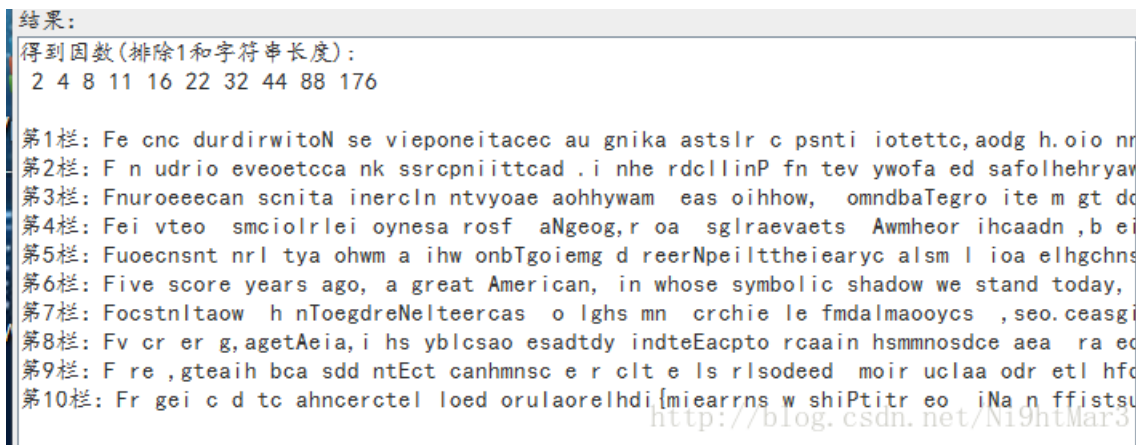 结果:
得到因数(排除1和字符串长度):
2 4 8 11 16 22 32 44 88 176
第1栏: Fe cnc durdirwitoN se vieponeitacec au gnika astslr c psnti iotettc,aodg h.oio nn
第2栏: F n udrio eveoetcca nk ssrcpniittcad .i nhe rdcllinP fn tev ywofa ed safolhehryaw
第3栏: Fnuroeeecan scnita inercln ntvyoae aohhywam eas oihhow, omndbaTegro ite m gt dc
第4栏: Fei vteo smciolrlei oynesa rosf aNgeog,r oa sglraevaets Awmheor ihcaadn ,b ei
第5栏: Fuoecnsnt nrl tya ohwm a ihw onbTgoiemg d reerNpeilttheiearyc alsm l ioa elhgchns
第6栏: Five score years ago, a great American, in whose symbolic shadow we stand today,
第7栏: Focstnltaow h nToegdreNelteercas o lghs mn crchie le fmdalmaooycs ,seo.ceasgi
第8栏: Fv cr er g,agetAeia,i hs yblcsao esadtdy indteEacpto rcaain hsmmnosdce aea ra ec
第9栏: F re ,gteaih bca sdd ntEct canhmnsc e r clt e ls rlsodeed moir uclaa odr etl hfc
第10栏: Fr gei c d tc ahncerctel loed orulaorelhdi{miearrns w shiPtitr eo iNa n ffistsu
http://blog.csdn.net/Ni9htMar3